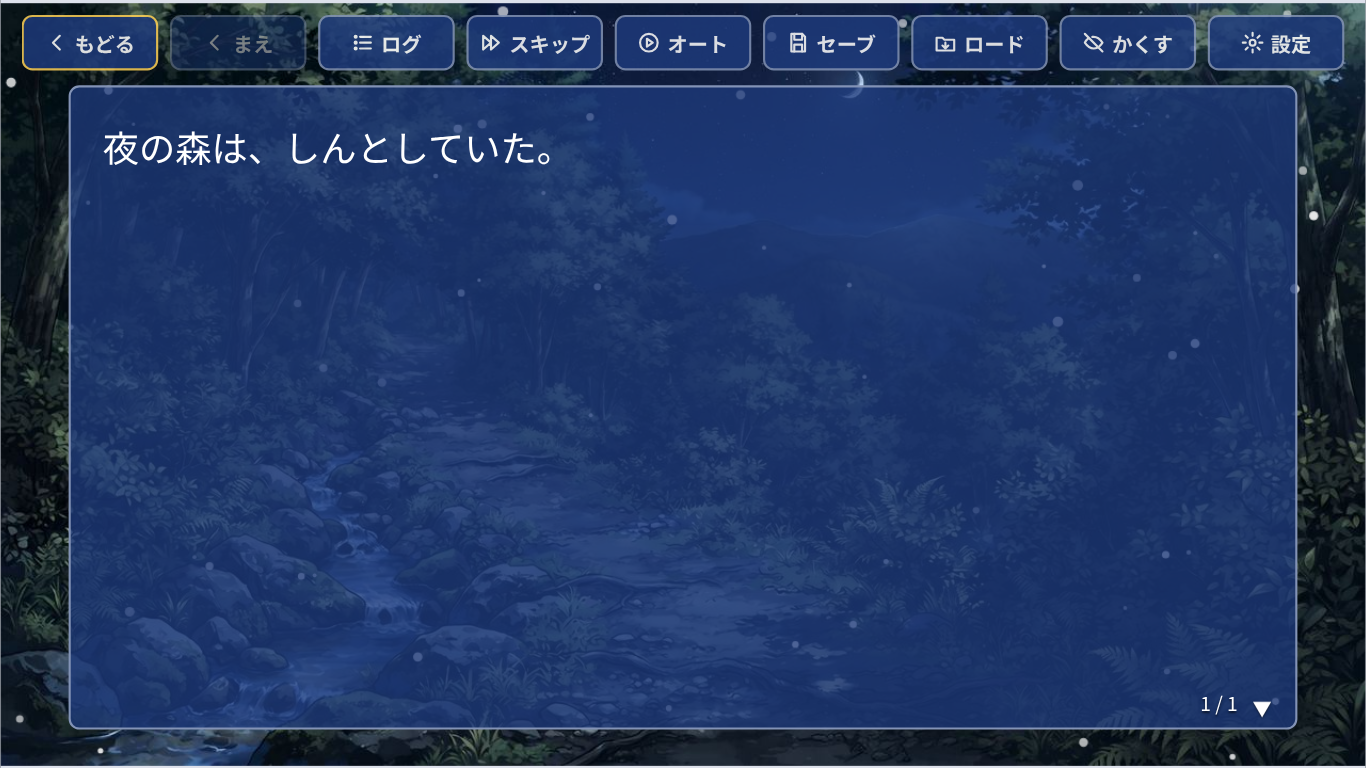 もどる
まえ
ログ
スキップ
オート
セーブ
ロード
かくす
設定
夜の森は、しんとしていた。
1/1